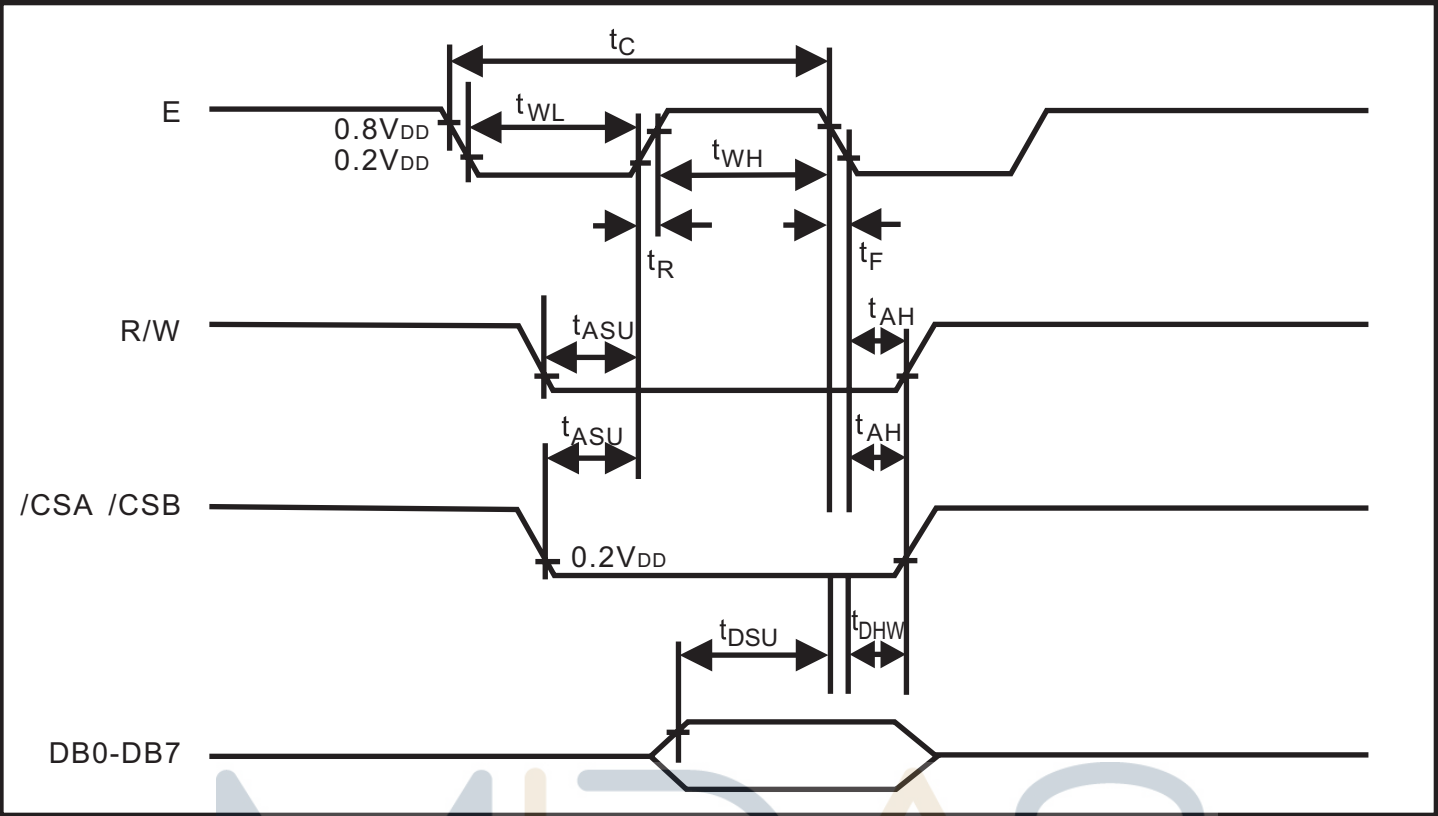 tC
E
tWL
0.8VDD
0.2VDD
tWH
tR
tF
R/W
tASU
tAH
tASU
tAH
/CSA /CSB
0.2VDD
tDSU
tDHW
DB0-DB7
MIDAS